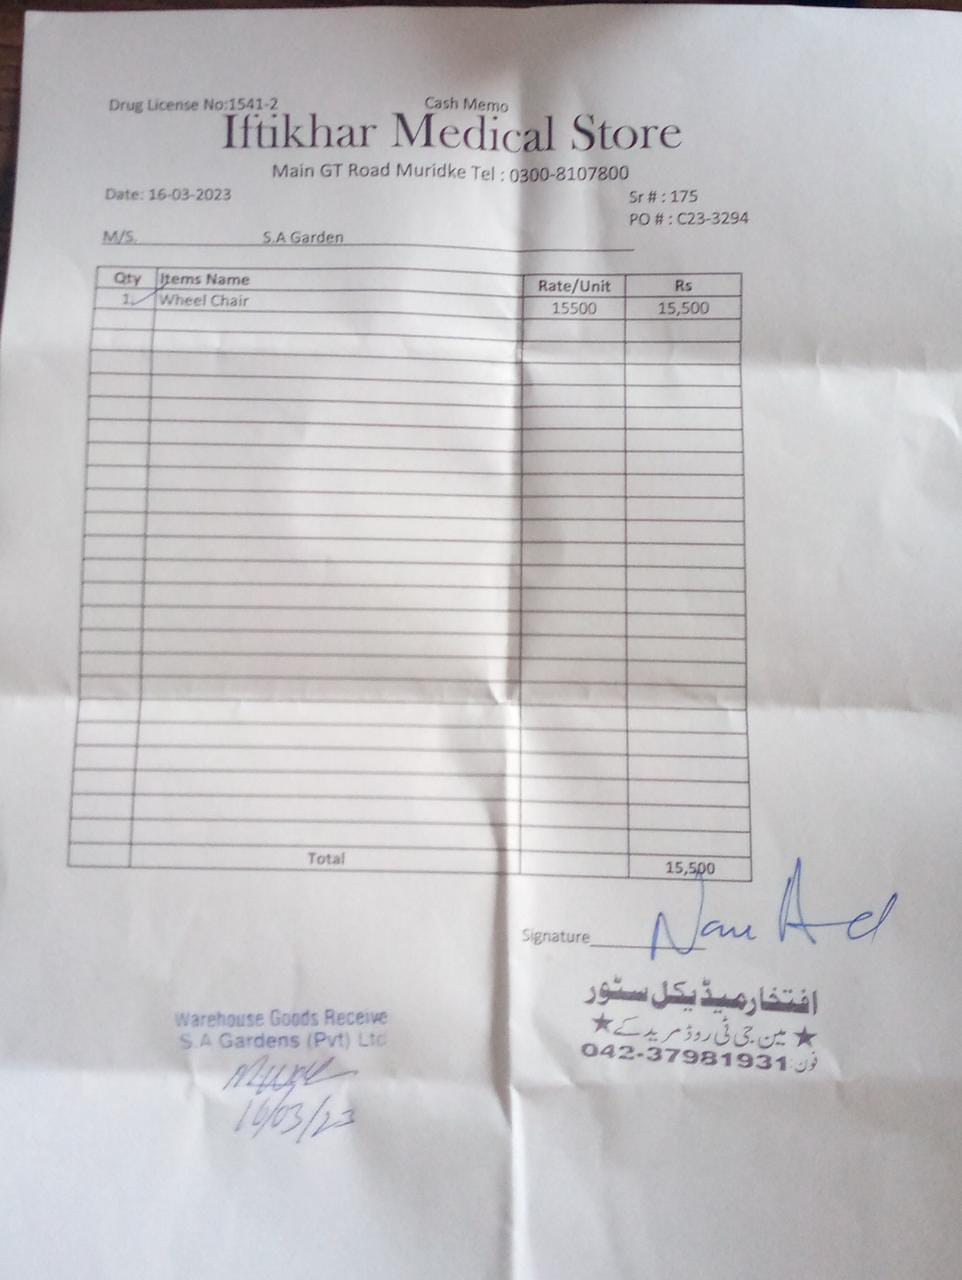 Drug License No:1541-2 Cash Memo
Iftikhar Medical Store
Main GT Road Muridke Tel : 0300-8107800
Date: 16-03-2023 Sr # : 175
PO # : C23-3294
M/S. S.A Garden
Qty Items Name Rate/Unit Rs
1 Wheel Chair 15500 15,500
Total 15,500
Signature
افتخار میڈیکل سٹور
★ مین جی ٹی روڈ مریدکے ★
فون: 042-37981931
Warehouse Goods Receive
S.A Gardens (Pvt) Ltd
16/03/23